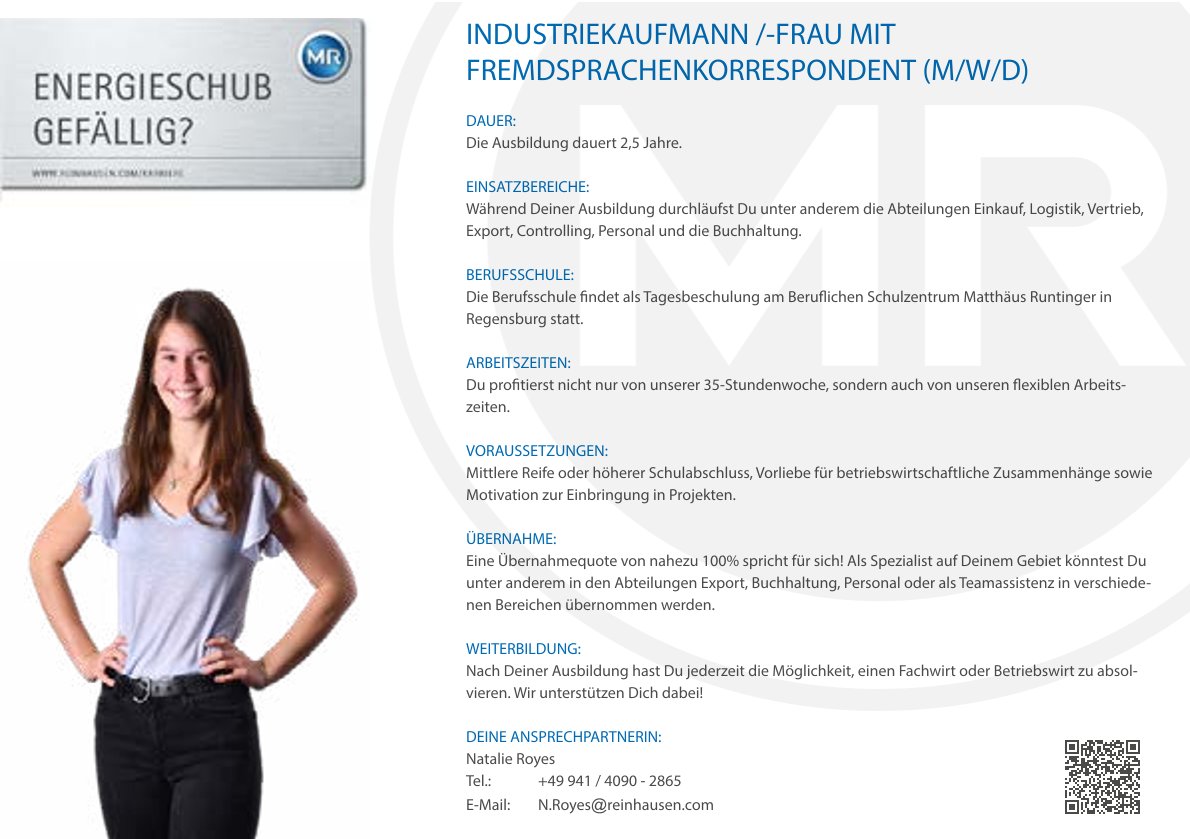 MR
ENERGIESCHUB
GEFÄLLIG?
WWW.REINHAUSEN.COM/KARRIERE
INDUSTRIEKAUFMANN /-FRAU MIT
FREMDSPRACHENKORRESPONDENT (M/W/D)
DAUER:
Die Ausbildung dauert 2,5 Jahre.
EINSATZBEREICHE:
Während Deiner Ausbildung durchläufst Du unter anderem die Abteilungen Einkauf, Logistik, Vertrieb,
Export, Controlling, Personal und die Buchhaltung.
BERUFSSCHULE:
Die Berufsschule findet als Tagesbeschulung am Beruflichen Schulzentrum Matthäus Runtinger in
Regensburg statt.
ARBEITSZEITEN:
Du profitierst nicht nur von unserer 35-Stundenwoche, sondern auch von unseren flexiblen Arbeits-
zeiten.
VORAUSSETZUNGEN:
Mittlere Reife oder höherer Schulabschluss, Vorliebe für betriebswirtschaftliche Zusammenhänge sowie
Motivation zur Einbringung in Projekten.
ÜBERNAHME:
Eine Übernahmequote von nahezu 100% spricht für sich! Als Spezialist auf Deinem Gebiet könntest Du
unter anderem in den Abteilungen Export, Buchhaltung, Personal oder als Teamassistenz in verschiede-
nen Bereichen übernommen werden.
WEITERBILDUNG:
Nach Deiner Ausbildung hast Du jederzeit die Möglichkeit, einen Fachwirt oder Betriebswirt zu absol-
vieren. Wir unterstützen Dich dabei!
DEINE ANSPRECHPARTNERIN:
Natalie Royes
Tel.: +49 941 / 4090 - 2865
E-Mail: N.Royes@reinhausen.com
MR